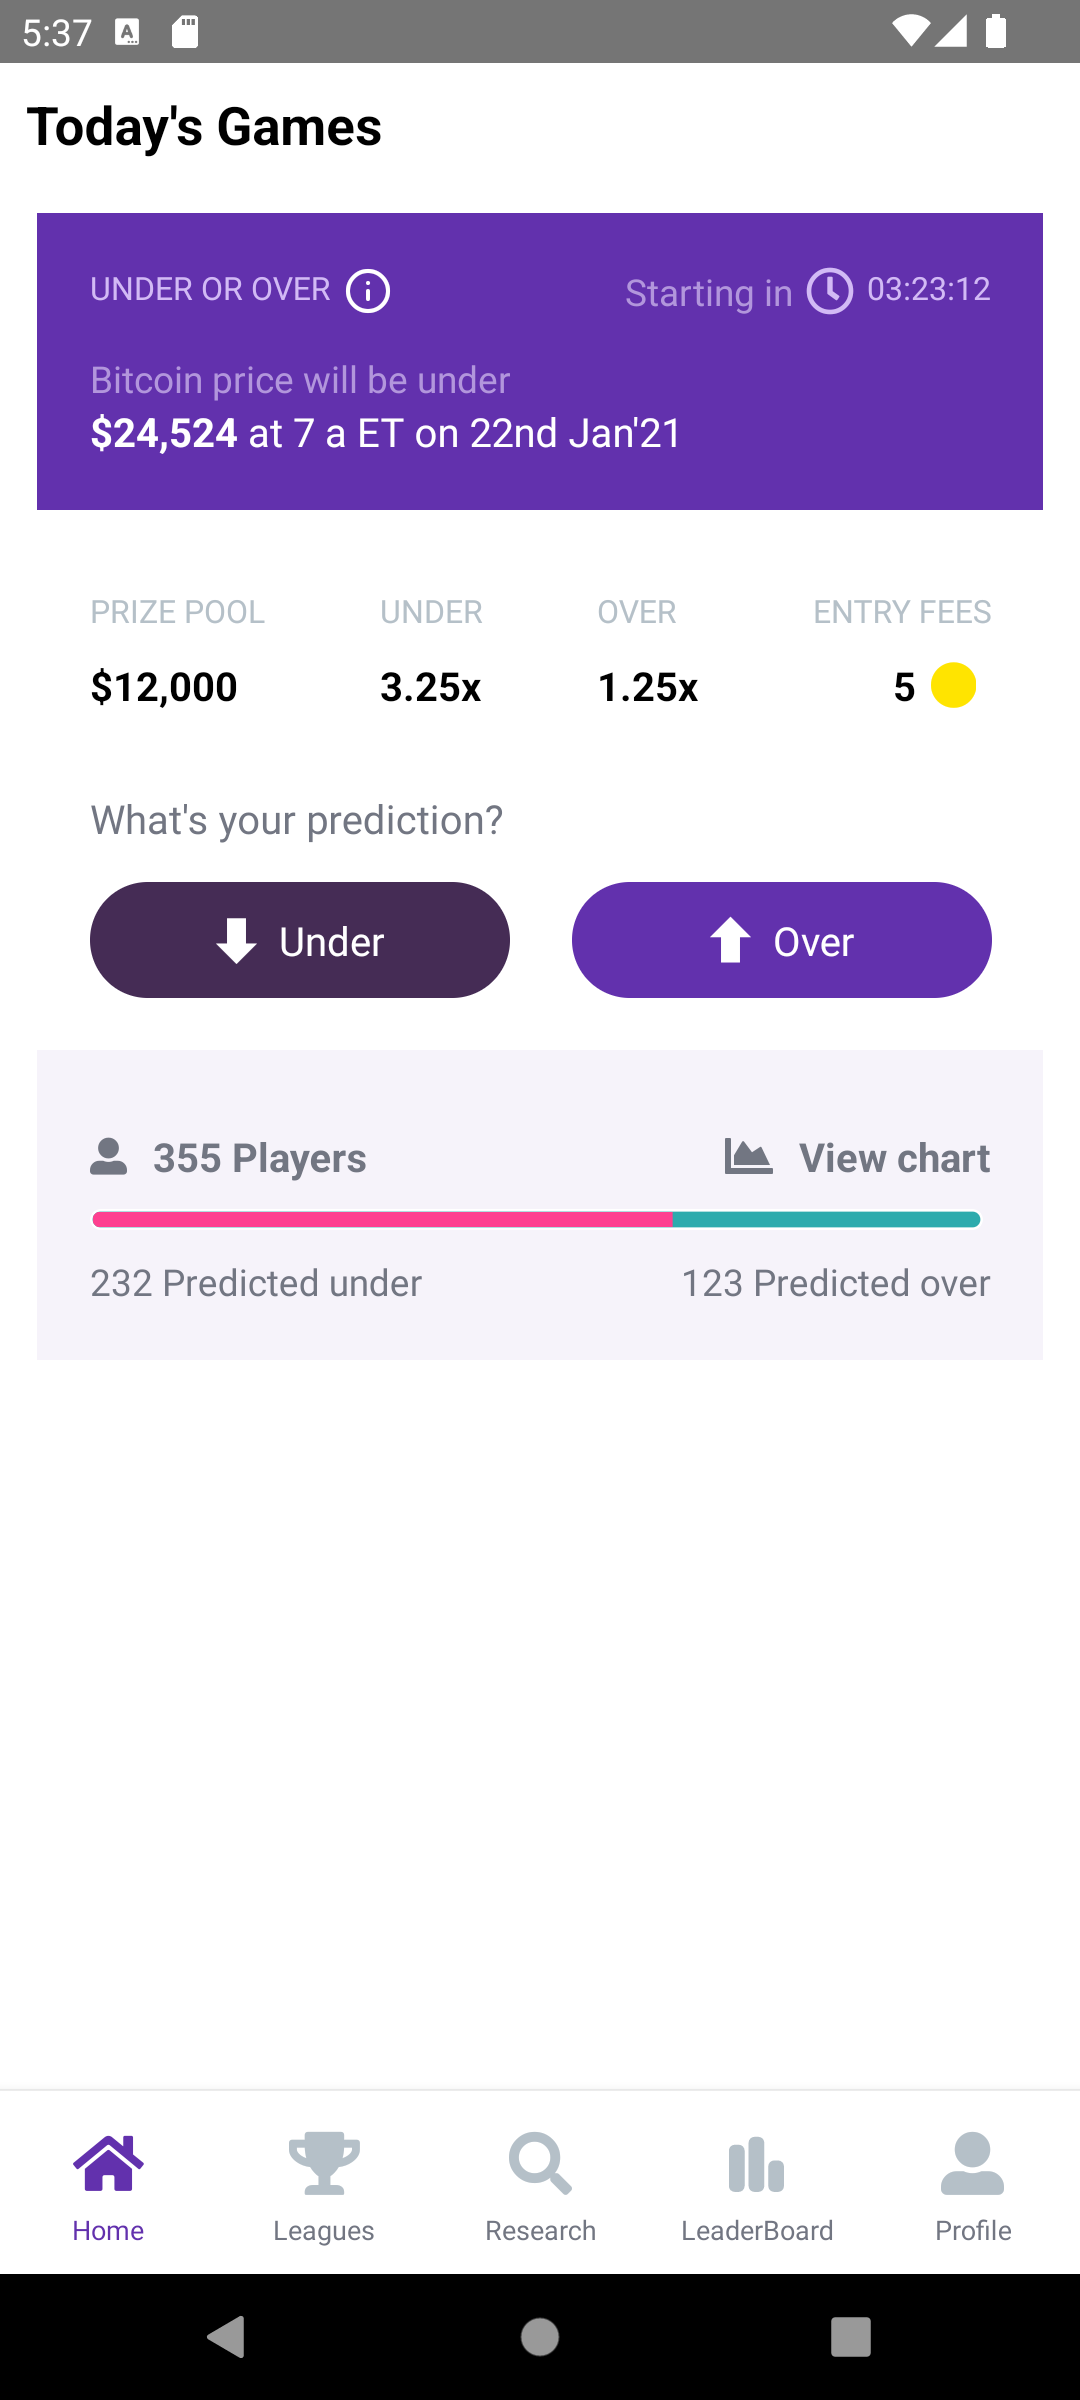 5:37
Today's Games
UNDER OR OVER
Starting in 03:23:12
Bitcoin price will be under
$24,524 at 7 a ET on 22nd Jan'21
PRIZE POOL UNDER OVER ENTRY FEES
$12,000 3.25x 1.25x 5
What's your prediction?
Under Over
355 Players View chart
232 Predicted under 123 Predicted over
Home Leagues Research LeaderBoard Profile